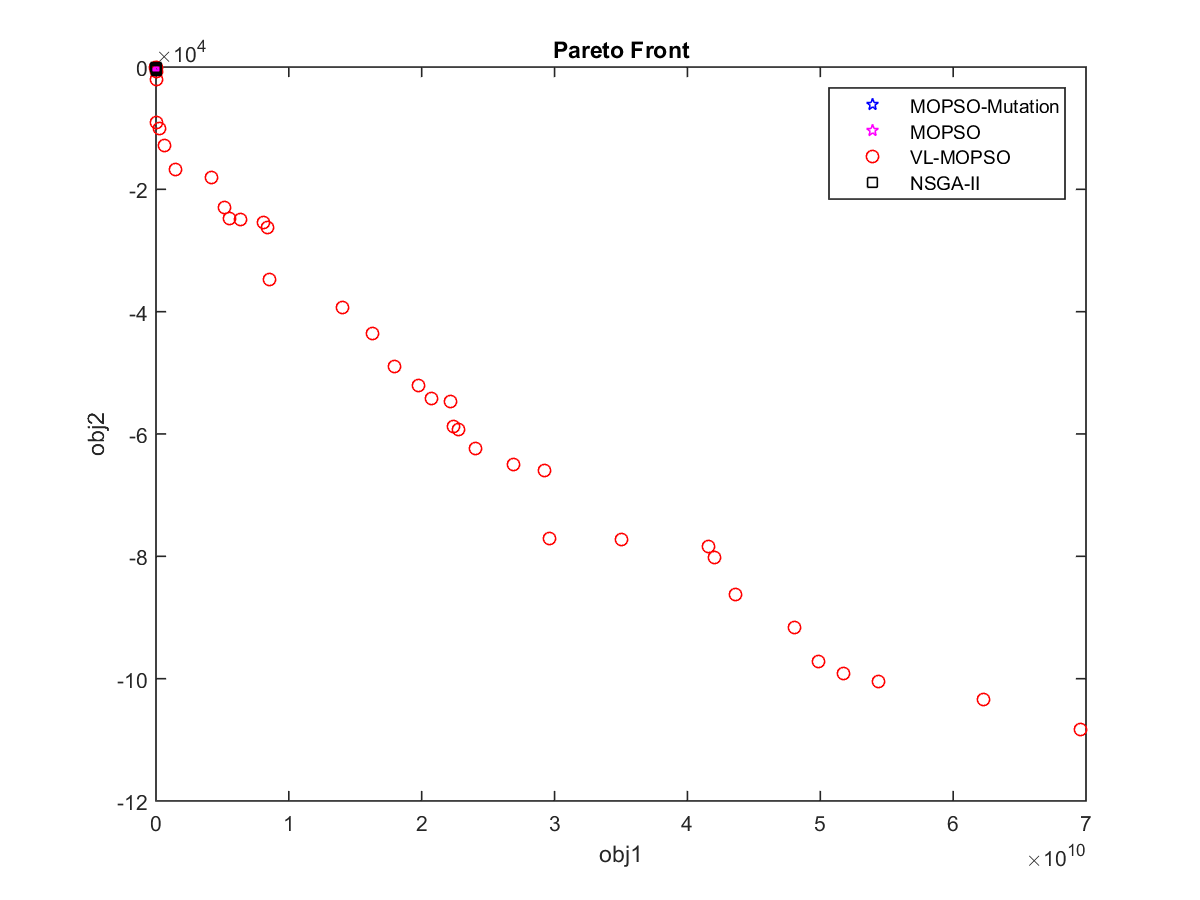 Pareto Front
×10^4
0
-2
-4
-6
-8
-10
-12
obj2
MOPSO-Mutation
MOPSO
VL-MOPSO
NSGA-II
0 1 2 3 4 5 6 7
obj1
×10^10